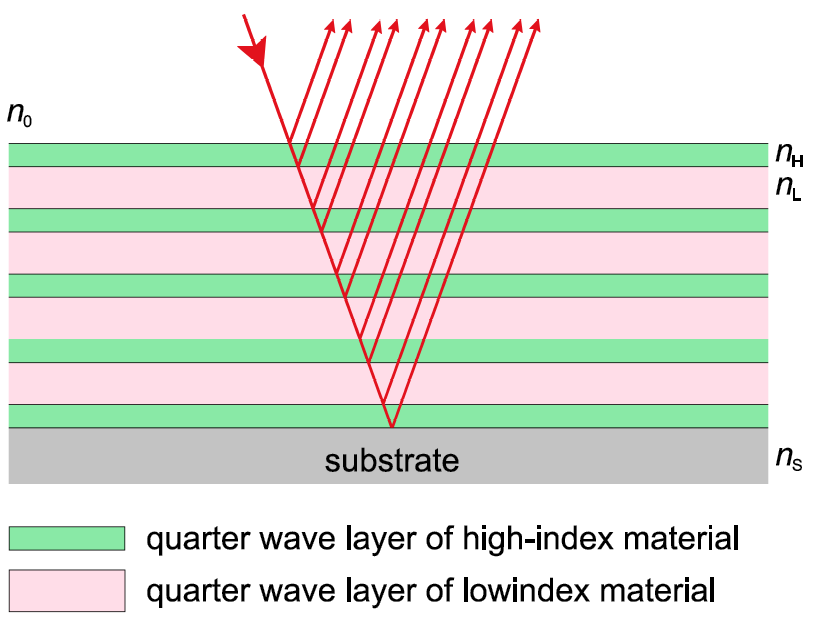 n0
nH
nL
substrate
nS
quarter wave layer of high-index material
quarter wave layer of lowindex material